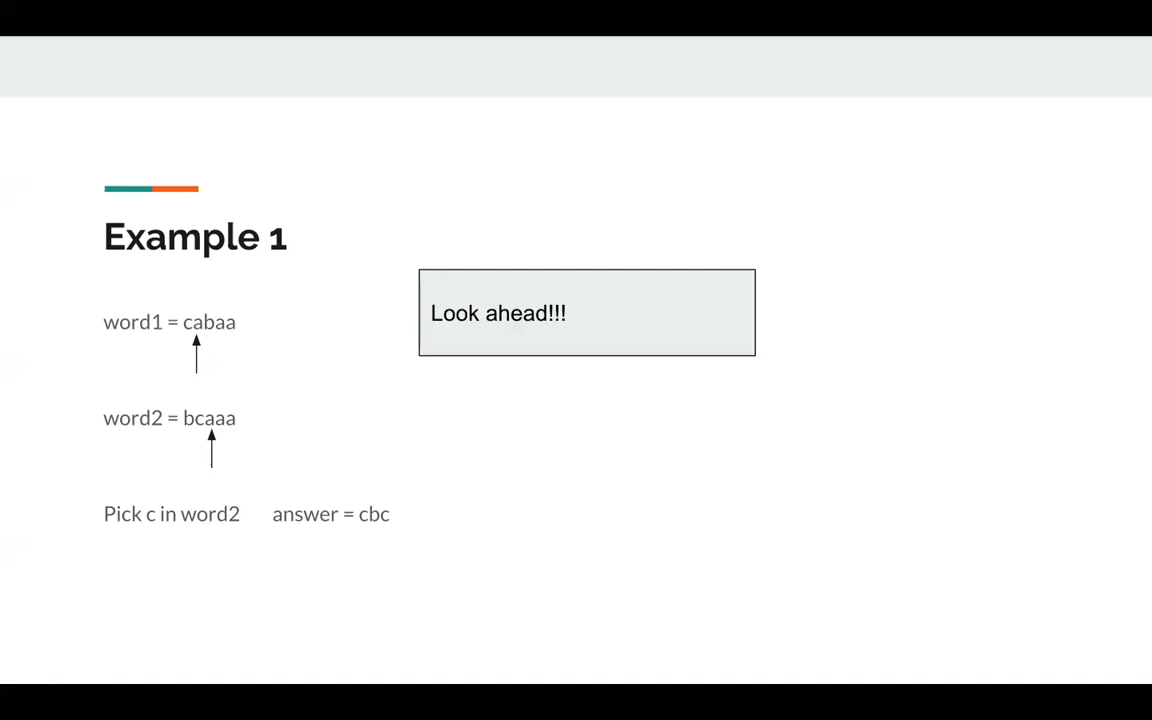 Example 1
Look ahead!!!
word1 = cabaa
word2 = bcaaa
Pick c in word2 answer = cbc